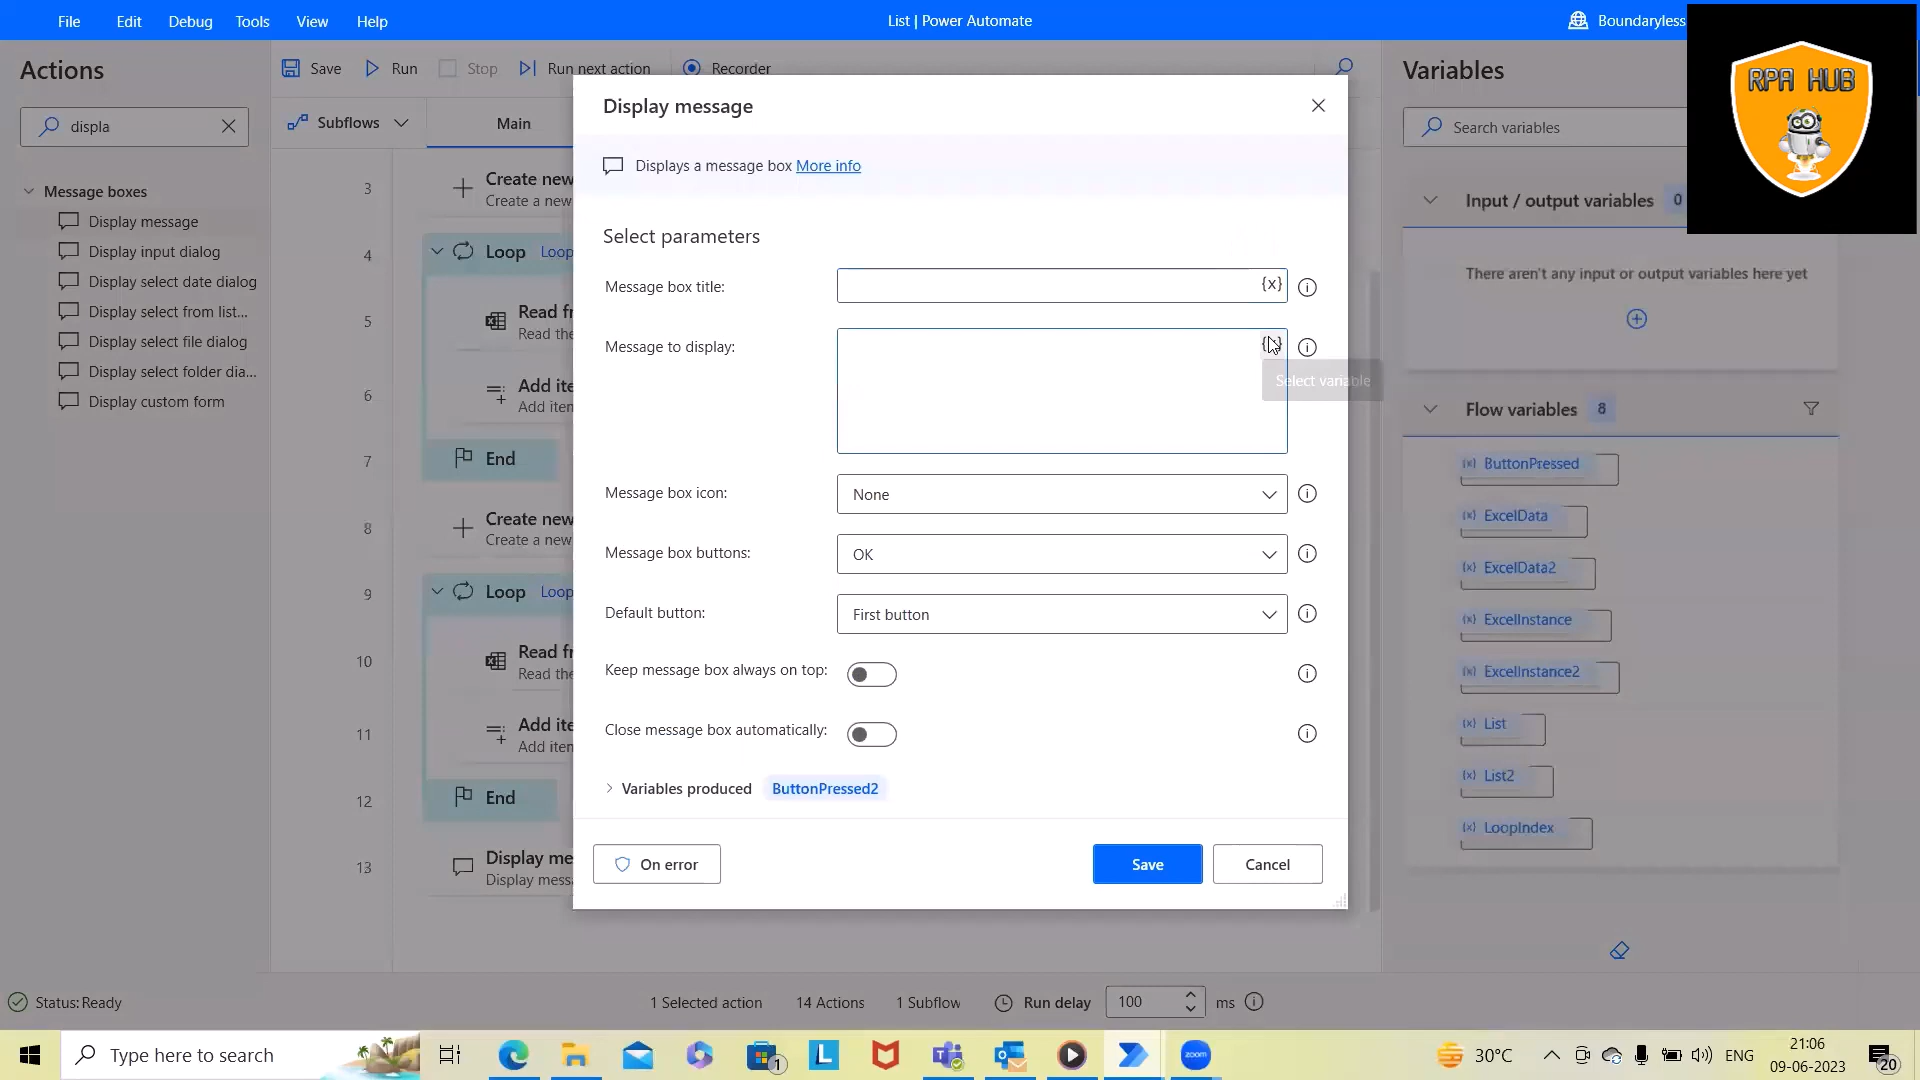 File Edit Debug Tools View Help
List | Power Automate
Boundaryless
RPA HUB
Actions
displa
Message boxes
Display message
Display input dialog
Display select date dialog
Display select from list...
Display select file dialog
Display select folder dia...
Display custom form
Save Run Stop Run next action Recorder
Subflows
Main
3
Create new
Create a new
4
Loop Loop
5
Read fr
Read the
6
Add ite
Add iten
7
End
8
Create new
Create a new
9
Loop Loop
10
Read fr
Read the
11
Add ite
Add iten
12
End
13
Display me
Display mess
Display message
Displays a message box More info
Select parameters
Message box title:
{x}
Message to display:
Select variable
Message box icon:
None
Message box buttons:
OK
Default button:
First button
Keep message box always on top:
Close message box automatically:
Variables produced ButtonPressed2
On error
Save
Cancel
Variables
Search variables
Input / output variables 0
There aren't any input or output variables here yet
Flow variables 8
(x) ButtonPressed
(x) ExcelData
(x) ExcelData2
(x) ExcelInstance
(x) ExcelInstance2
(x) List
(x) List2
(x) LoopIndex
Status: Ready
1 Selected action 14 Actions 1 Subflow Run delay 100 ms
Type here to search
1
L
T
zoom
30°C
ENG
21:06
09-06-2023
20